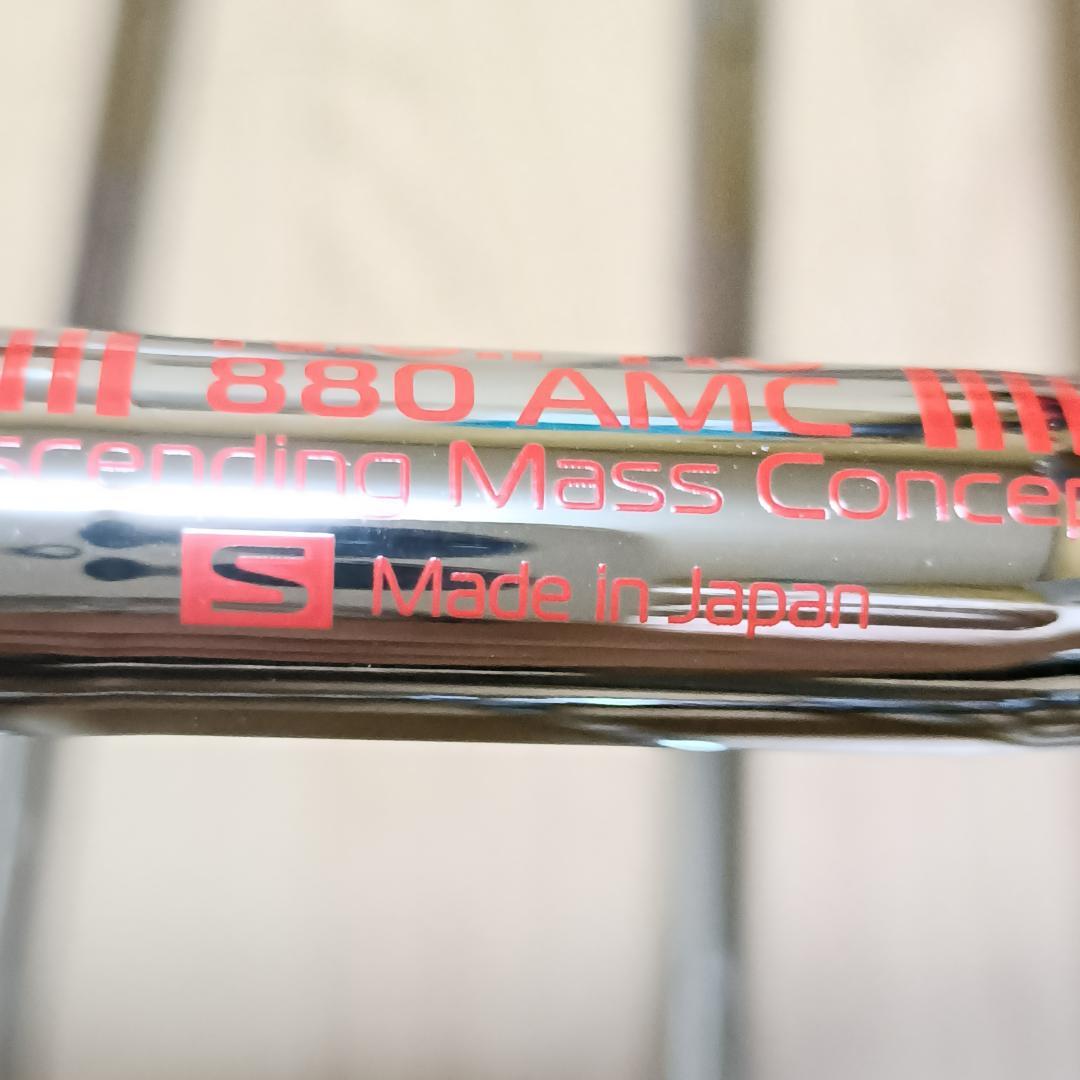 880 AMC
scending Mass Concep
S Made in Japan